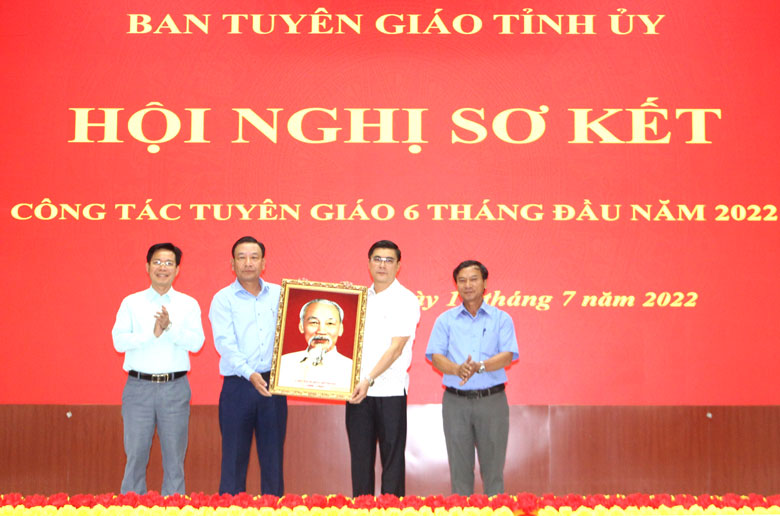 BAN TUYÊN GIÁO TỈNH ỦY
HỘI NGHỊ SƠ KẾT
CÔNG TÁC TUYÊN GIÁO 6 THÁNG ĐẦU NĂM 2022
tháng 7 năm 2022